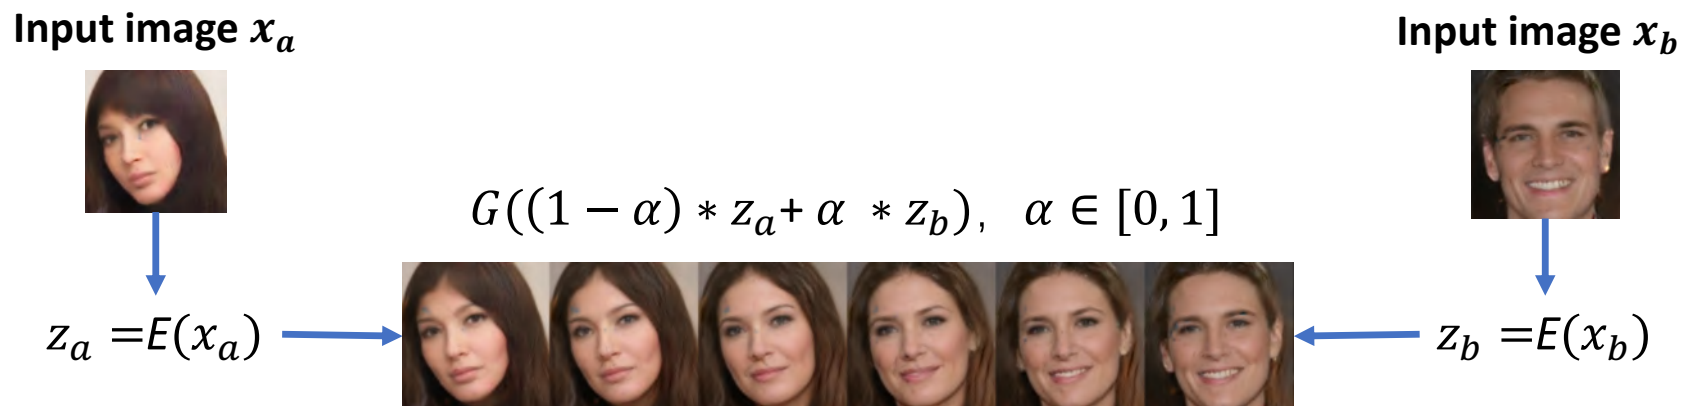 Input image x_a
Input image x_b
G((1 − α) ∗ z_a+ α ∗ z_b), α ∈ [0, 1]
z_a =E(x_a)
z_b =E(x_b)